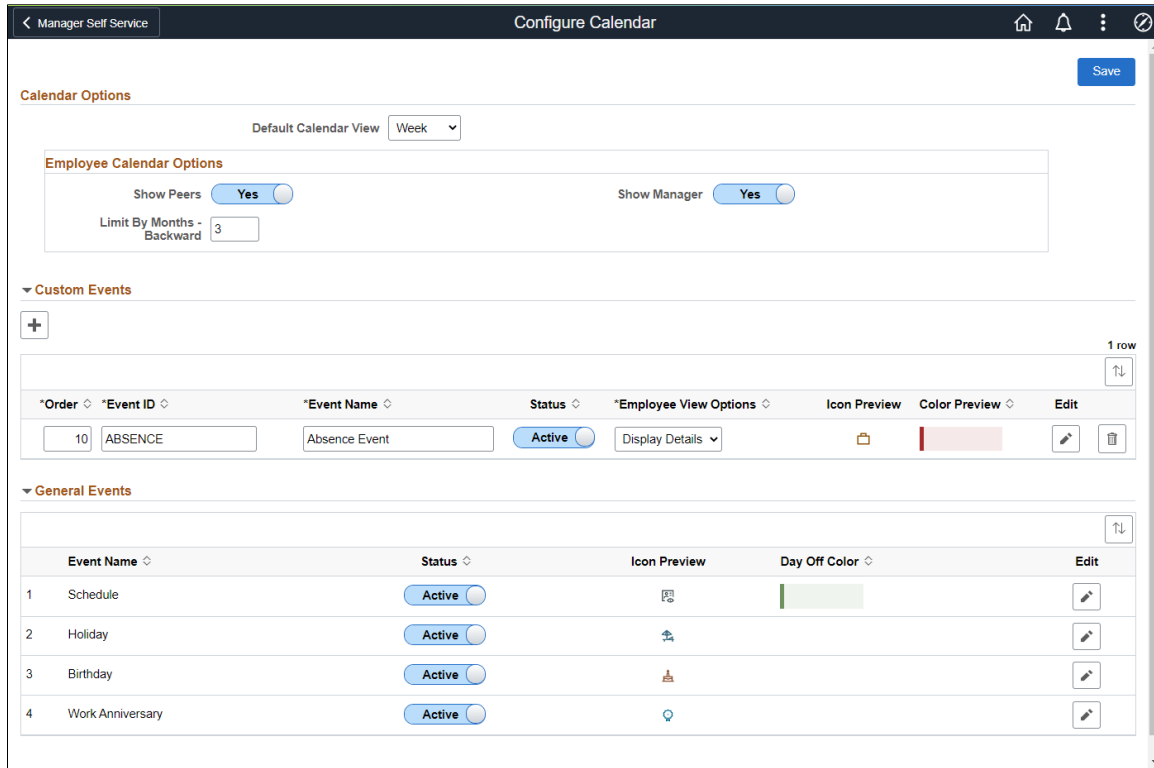 Manager Self Service Configure Calendar
Save
Calendar Options
Default Calendar View Week
Employee Calendar Options
Show Peers Yes Show Manager Yes
Limit By Months -
Backward 3
Custom Events
1 row
*Order *Event ID *Event Name Status *Employee View Options Icon Preview Color Preview Edit
10 ABSENCE Absence Event Active Display Details
General Events
Event Name Status Icon Preview Day Off Color Edit
1 Schedule Active
2 Holiday Active
3 Birthday Active
4 Work Anniversary Active